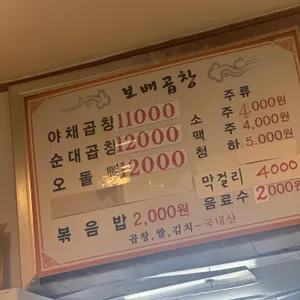 보배곱창
야채곱창 11000
순대곱창 12000
오돌 12000
볶음밥 2,000원
주류
소주 4,000원
맥주 4,000원
청하 5.000원
막걸리 4000
음료수 2000원
곱창,쌀,김치-국내산